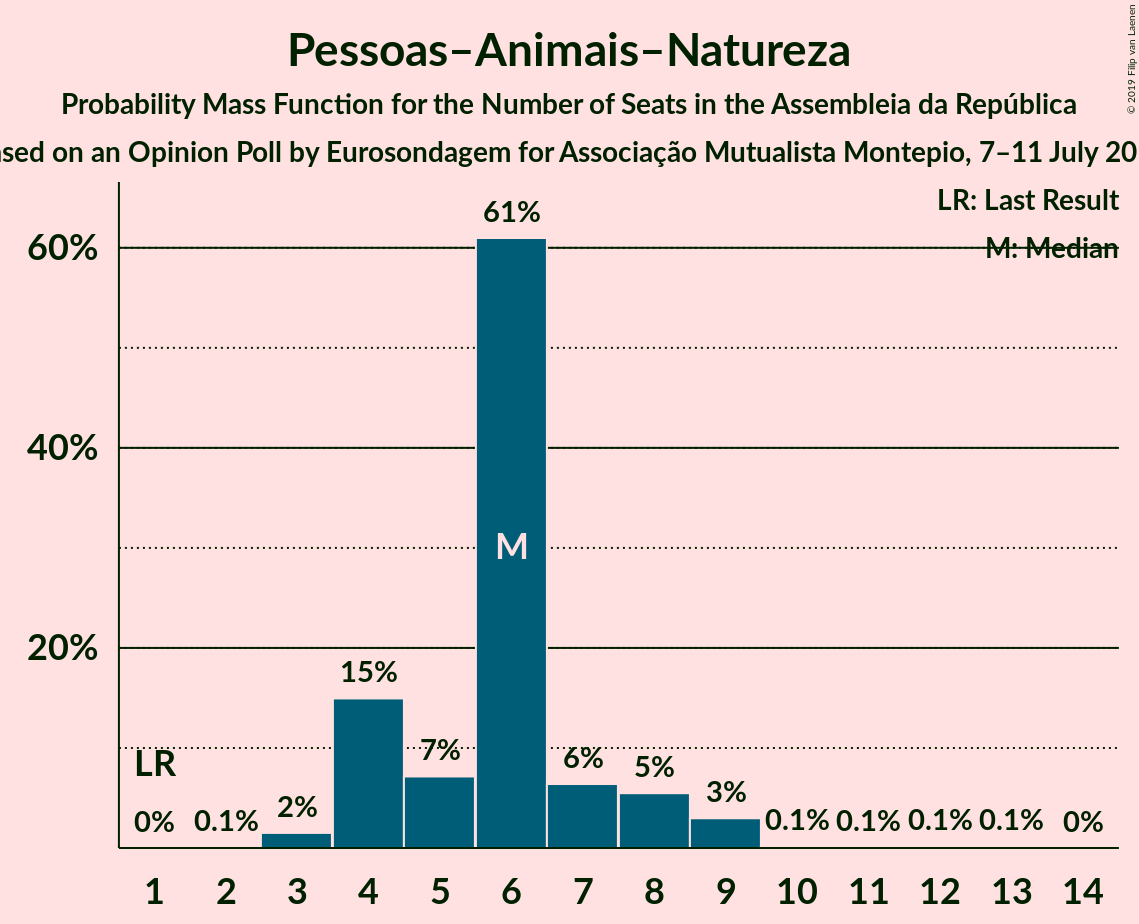 © 2019 Filip van Laenen
Pessoas–Animais–Natureza
Probability Mass Function for the Number of Seats in the Assembleia da República
on an Opinion Poll by Eurosondagem for Associação Mutualista Montepio, 7–11 July
LR: Last Result
M: Median
60%
40%
20%
61%
M
15%
7%
6%
5%
3%
2%
LR
0% 0.1% 0.1% 0.1% 0.1% 0.1% 0%
1 2 3 4 5 6 7 8 9 10 11 12 13 14